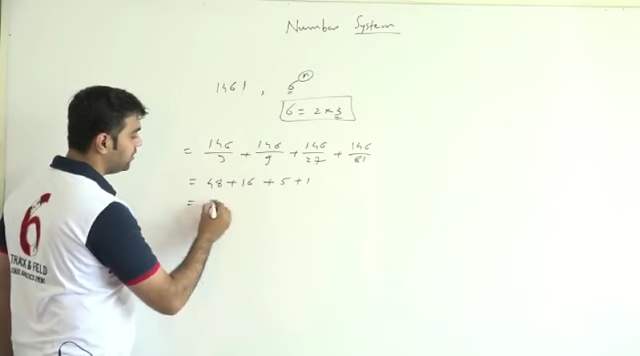 Number System
146! , 6ⁿ
6 = 2 × 3
= 146/3 + 146/9 + 146/27 + 146/81
= 48 + 16 + 5 + 1
=
6
TRACK & FIELD